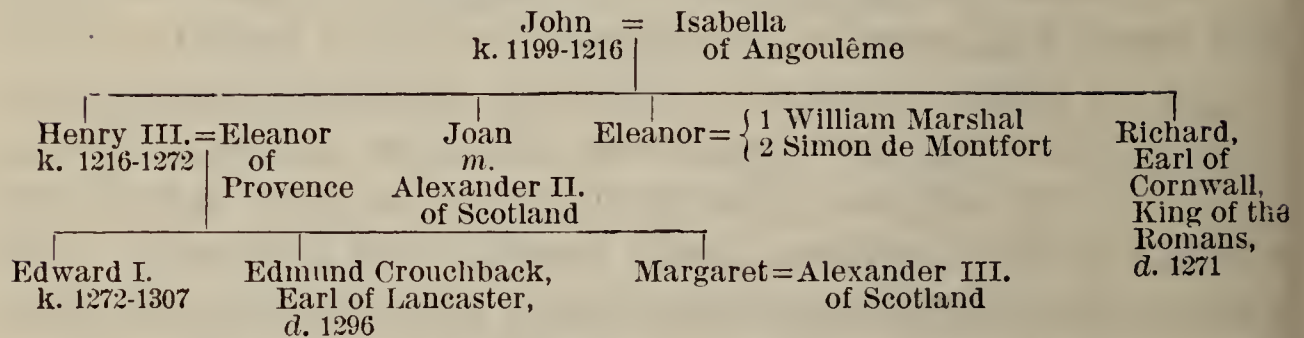 John = Isabella
k. 1199-1216 of Angoulême
Henry III. = Eleanor
k. 1216-1272 of
Provence
Joan
m.
Alexander II.
of Scotland
Eleanor= { 1 William Marshal
2 Simon de Montfort
Richard,
Earl of
Cornwall,
King of the
Romans,
d. 1271
Edward I.
k. 1272-1307
Edmund Crouchback,
Earl of Lancaster,
d. 1296
Margaret=Alexander III.
of Scotland